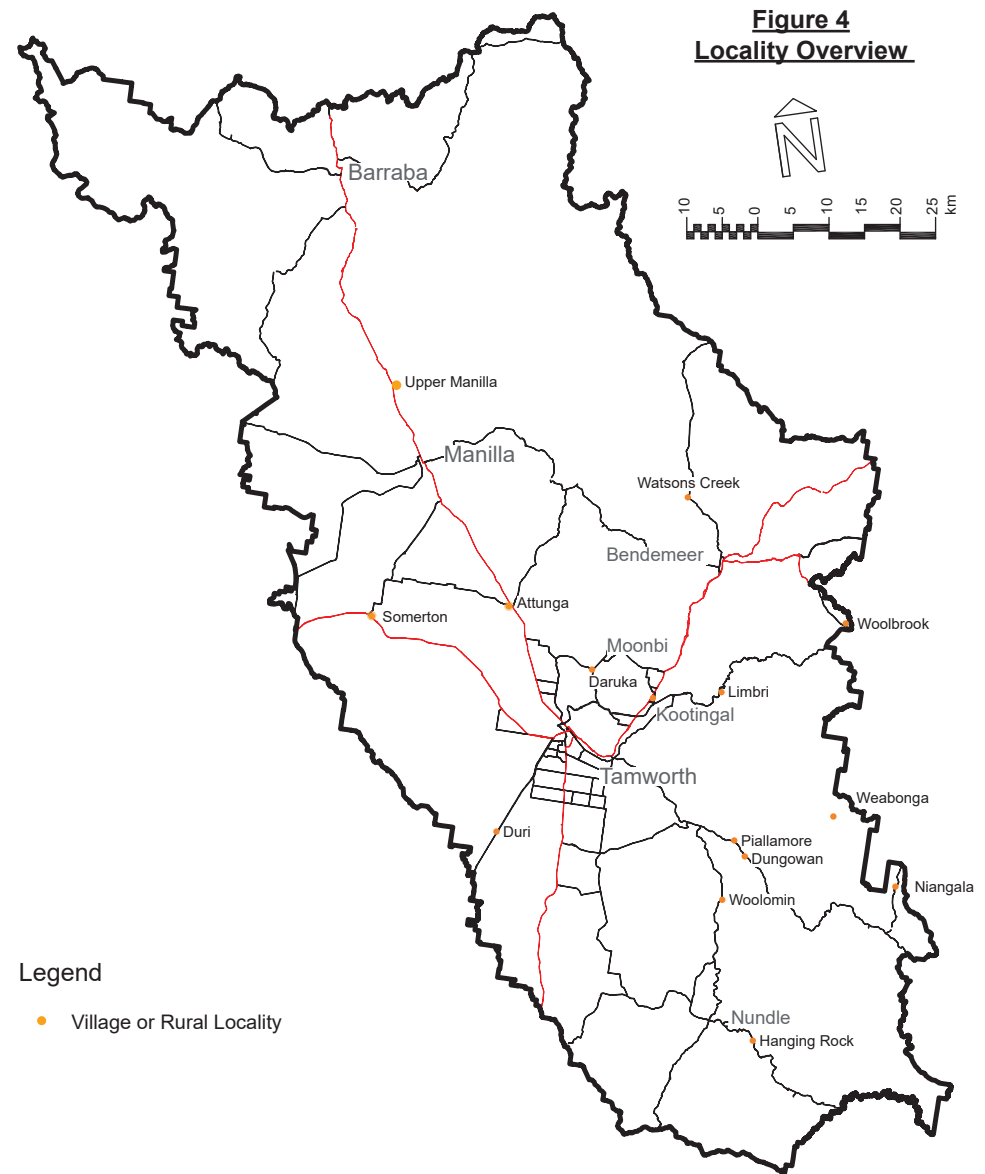 Figure 4
Locality Overview
N
10 5 0 5 10 15 20 25 km
Barraba
Upper Manilla
Manilla
Watsons Creek
Bendemeer
Attunga
Somerton
Woolbrook
Moonbi
Daruka
Limbri
Kootingal
Tamworth
Weabonga
Duri
Piallamore
Dungowan
Niangala
Woolomin
Legend
Village or Rural Locality
Nundle
Hanging Rock